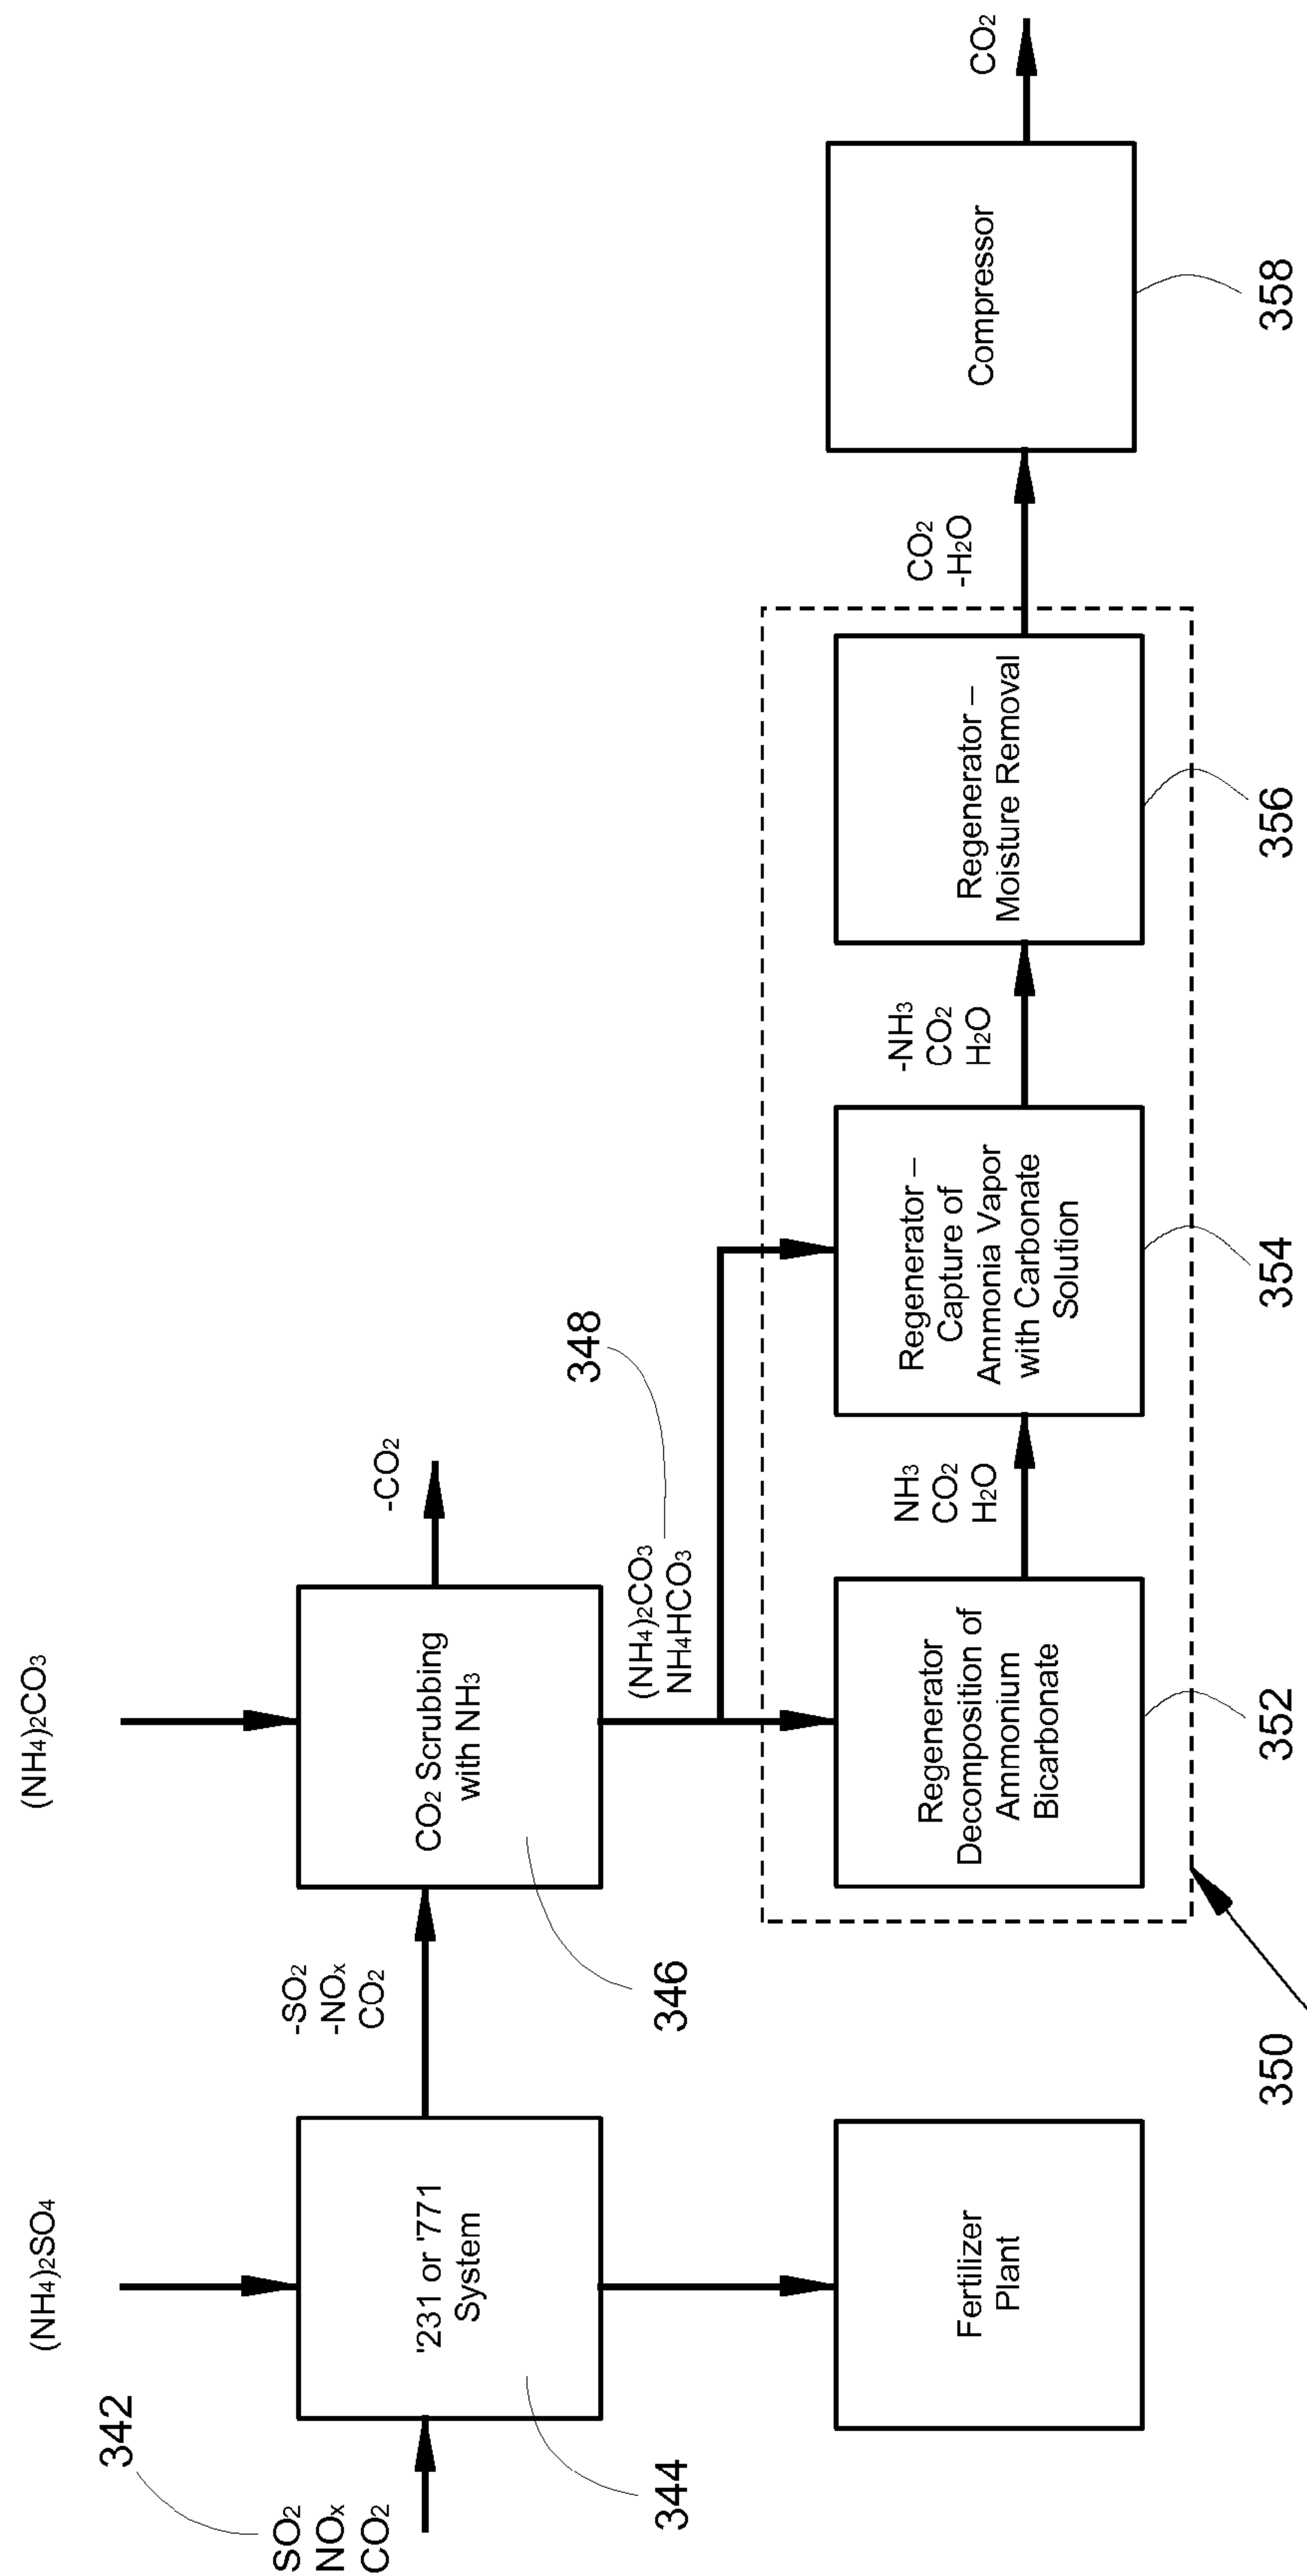 (NH4)2SO4
(NH4)2CO3
342
SO2
NOx
CO2
'231 or '771
System
344
-SO2
-NOx
CO2
CO2 Scrubbing
with NH3
346
-CO2
348
(NH4)2CO3
NH4HCO3
Fertilizer
Plant
350
Regenerator
Decomposition of
Ammonium
Bicarbonate
352
NH3
CO2
H2O
Regenerator –
Capture of
Ammonia Vapor
with Carbonate
Solution
354
-NH3
CO2
H2O
Regenerator –
Moisture Removal
356
CO2
-H2O
Compressor
358
CO2